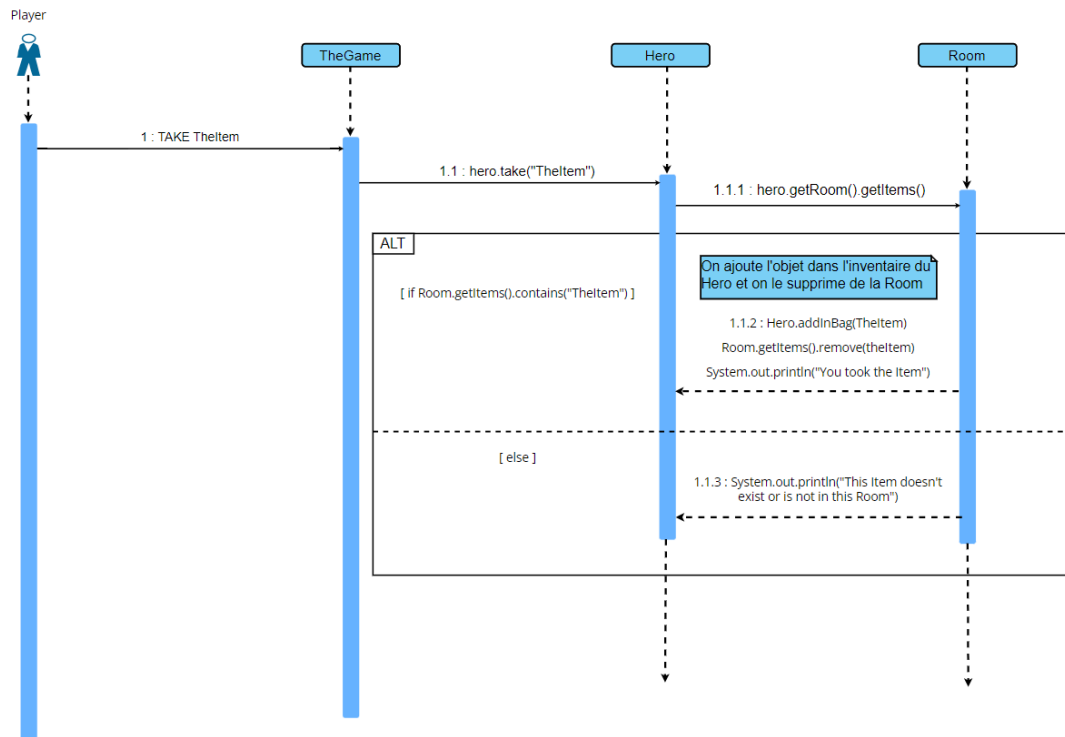 Player
TheGame
Hero
Room
1 : TAKE TheItem
1.1 : hero.take("TheItem")
1.1.1 : hero.getRoom().getItems()
ALT
On ajoute l'objet dans l'inventaire du
Hero et on le supprime de la Room
[ if Room.getItems().contains("TheItem") ]
1.1.2 : Hero.addInBag(TheItem)
Room.getItems().remove(theItem)
System.out.println("You took the Item")
[ else ]
1.1.3 : System.out.println("This Item doesn't
exist or is not in this Room")